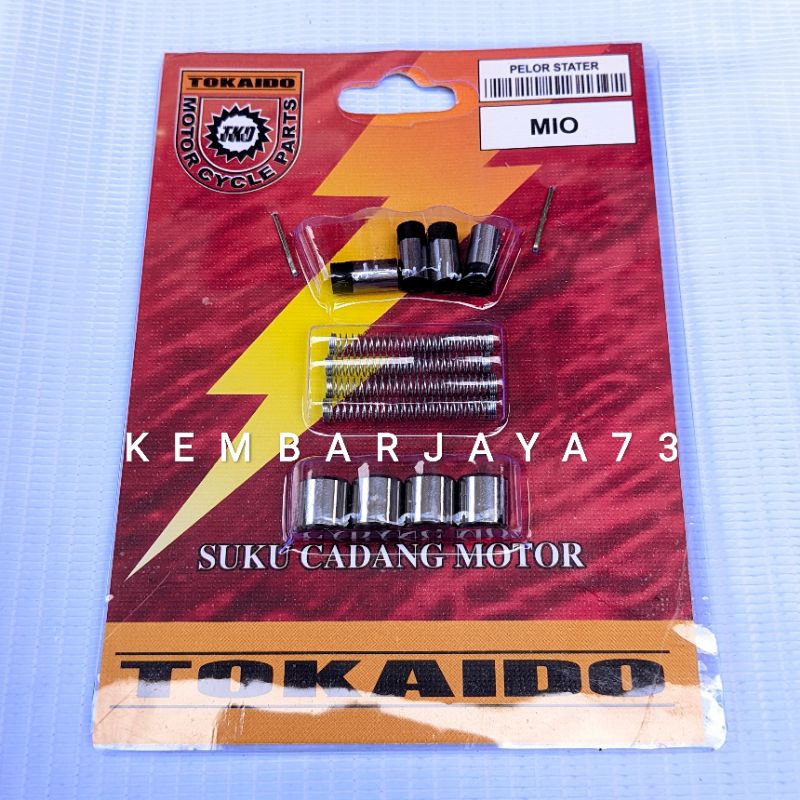 TOKAIDO
MOTOR CYCLE PARTS
TKD
PELOR STATER
MIO
KEMBARJAYA73
SUKU CADANG MOTOR
TOKAIDO